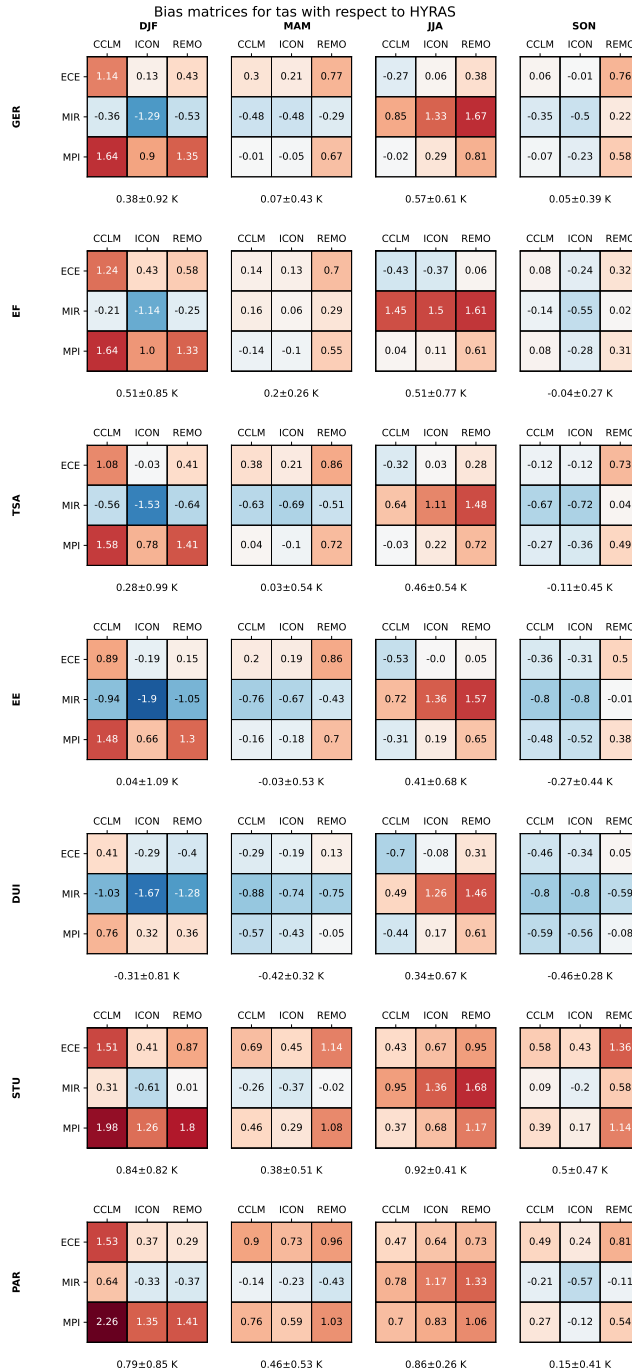 Bias matrices for tas with respect to HYRAS
DJF MAM JJA SON
GER
CCLM ICON REMO CCLM ICON REMO CCLM ICON REMO CCLM ICON REMO
ECE 1.14 0.13 0.43 0.3 0.21 0.77 -0.27 0.06 0.38 0.06 -0.01 0.76
MIR -0.36 -1.29 -0.53 -0.48 -0.48 -0.29 0.85 1.33 1.67 -0.35 -0.5 0.22
MPI 1.64 0.9 1.35 -0.01 -0.05 0.67 -0.02 0.29 0.81 -0.07 -0.23 0.58
0.38±0.92 K 0.07±0.43 K 0.57±0.61 K 0.05±0.39 K
EF
CCLM ICON REMO CCLM ICON REMO CCLM ICON REMO CCLM ICON REMO
ECE 1.24 0.43 0.58 0.14 0.13 0.7 -0.43 -0.37 0.06 0.08 -0.24 0.32
MIR -0.21 -1.14 -0.25 0.16 0.06 0.29 1.45 1.5 1.61 -0.14 -0.55 0.02
MPI 1.64 1.0 1.33 -0.14 -0.1 0.55 0.04 0.11 0.61 0.08 -0.28 0.31
0.51±0.85 K 0.2±0.26 K 0.51±0.77 K -0.04±0.27 K
TSA
CCLM ICON REMO CCLM ICON REMO CCLM ICON REMO CCLM ICON REMO
ECE 1.08 -0.03 0.41 0.38 0.21 0.86 -0.32 0.03 0.28 -0.12 -0.12 0.73
MIR -0.56 -1.53 -0.64 -0.63 -0.69 -0.51 0.64 1.11 1.48 -0.67 -0.72 0.04
MPI 1.58 0.78 1.41 0.04 -0.1 0.72 -0.03 0.22 0.72 -0.27 -0.36 0.49
0.28±0.99 K 0.03±0.54 K 0.46±0.54 K -0.11±0.45 K
EE
CCLM ICON REMO CCLM ICON REMO CCLM ICON REMO CCLM ICON REMO
ECE 0.89 -0.19 0.15 0.2 0.19 0.86 -0.53 -0.0 0.05 -0.36 -0.31 0.5
MIR -0.94 -1.9 -1.05 -0.76 -0.67 -0.43 0.72 1.36 1.57 -0.8 -0.8 -0.01
MPI 1.48 0.66 1.3 -0.16 -0.18 0.7 -0.31 0.19 0.65 -0.48 -0.52 0.38
0.04±1.09 K -0.03±0.53 K 0.41±0.68 K -0.27±0.44 K
DUI
CCLM ICON REMO CCLM ICON REMO CCLM ICON REMO CCLM ICON REMO
ECE 0.41 -0.29 -0.4 -0.29 -0.19 0.13 -0.7 -0.08 0.31 -0.46 -0.34 0.05
MIR -1.03 -1.67 -1.28 -0.88 -0.74 -0.75 0.49 1.26 1.46 -0.8 -0.8 -0.59
MPI 0.76 0.32 0.36 -0.57 -0.43 -0.05 -0.44 0.17 0.61 -0.59 -0.56 -0.08
-0.31±0.81 K -0.42±0.32 K 0.34±0.67 K -0.46±0.28 K
STU
CCLM ICON REMO CCLM ICON REMO CCLM ICON REMO CCLM ICON REMO
ECE 1.51 0.41 0.87 0.69 0.45 1.14 0.43 0.67 0.95 0.58 0.43 1.36
MIR 0.31 -0.61 0.01 -0.26 -0.37 -0.02 0.95 1.36 1.68 0.09 -0.2 0.58
MPI 1.98 1.26 1.8 0.46 0.29 1.08 0.37 0.68 1.17 0.39 0.17 1.14
0.84±0.82 K 0.38±0.51 K 0.92±0.41 K 0.5±0.47 K
PAR
CCLM ICON REMO CCLM ICON REMO CCLM ICON REMO CCLM ICON REMO
ECE 1.53 0.37 0.29 0.9 0.73 0.96 0.47 0.64 0.73 0.49 0.24 0.81
MIR 0.64 -0.33 -0.37 -0.14 -0.23 -0.43 0.78 1.17 1.33 -0.21 -0.57 -0.11
MPI 2.26 1.35 1.41 0.76 0.59 1.03 0.7 0.83 1.06 0.27 -0.12 0.54
0.79±0.85 K 0.46±0.53 K 0.86±0.26 K 0.15±0.41 K